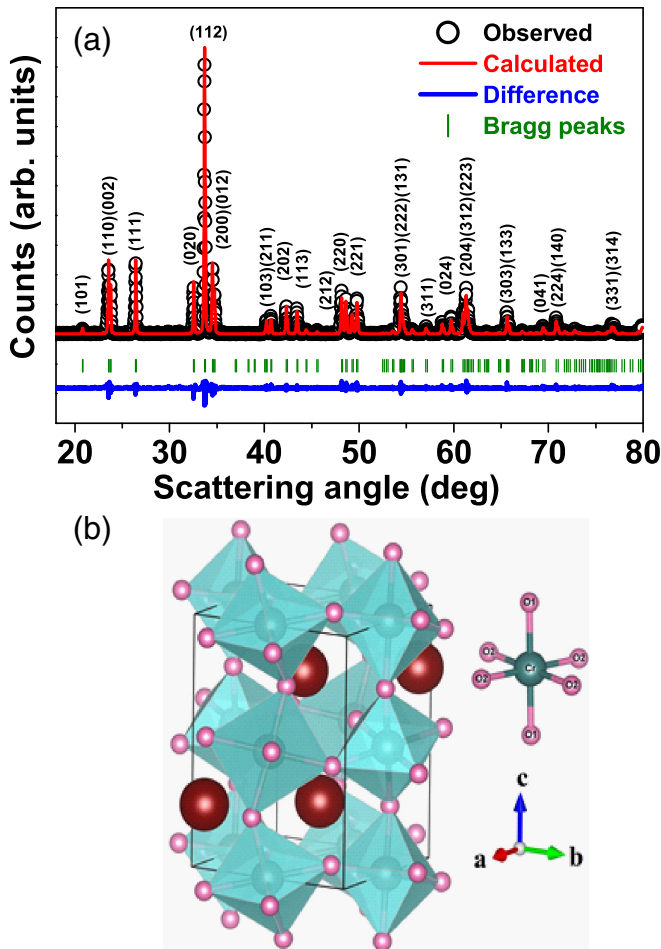 (a)
(112)
Observed
Calculated
Difference
Bragg peaks
Counts (arb. units)
(101)
(110)(002)
(111)
(020)
(200)(012)
(103)(211)
(202)
(113)
(212)
(220)
(221)
(301)(222)(131)
(311)
(024)
(204)(312)(223)
(303)(133)
(041)
(224)(140)
(331)(314)
20 30 40 50 60 70 80
Scattering angle (deg)
(b)
O1
O2
O2
Cr
O2
O2
O1
c
a
b